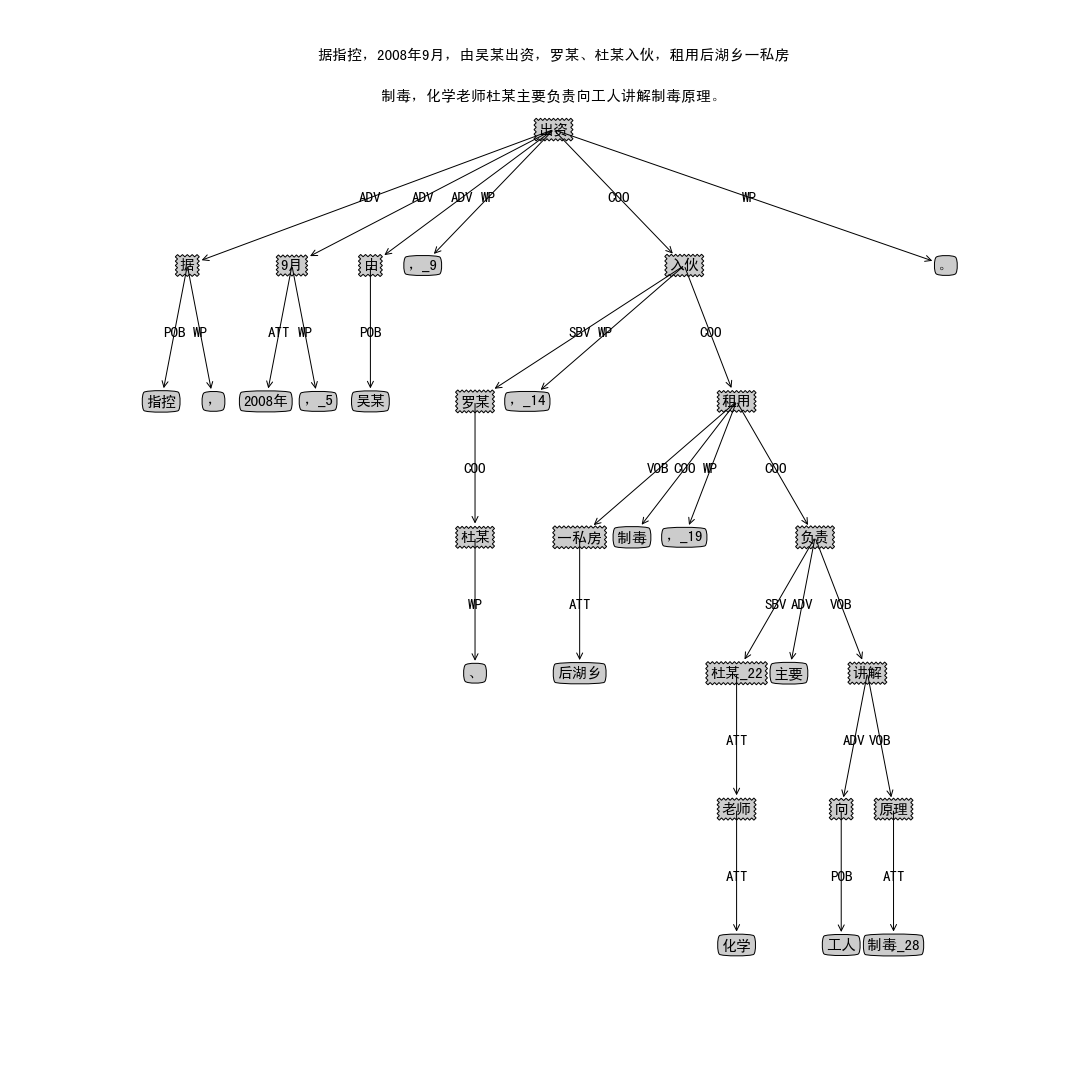 据指控，2008年9月，由吴某出资，罗某、杜某入伙，租用后湖乡一私房
制毒，化学老师杜某主要负责向工人讲解制毒原理。
出资
ADV ADV ADV WP COO WP
据 9月 由 ，_9 入伙 。
POB WP ATT WP POB SBV WP COO
指控 ， 2008年 ，_5 吴某 罗某 ，_14 租用
COO VOB COO WP COO
杜某 一私房 制毒 ，_19 负责
WP ATT SBV ADV VOB
、 后湖乡 杜某_22 主要 讲解
ATT ADV VOB
老师 向 原理
ATT POB ATT
化学 工人 制毒_28